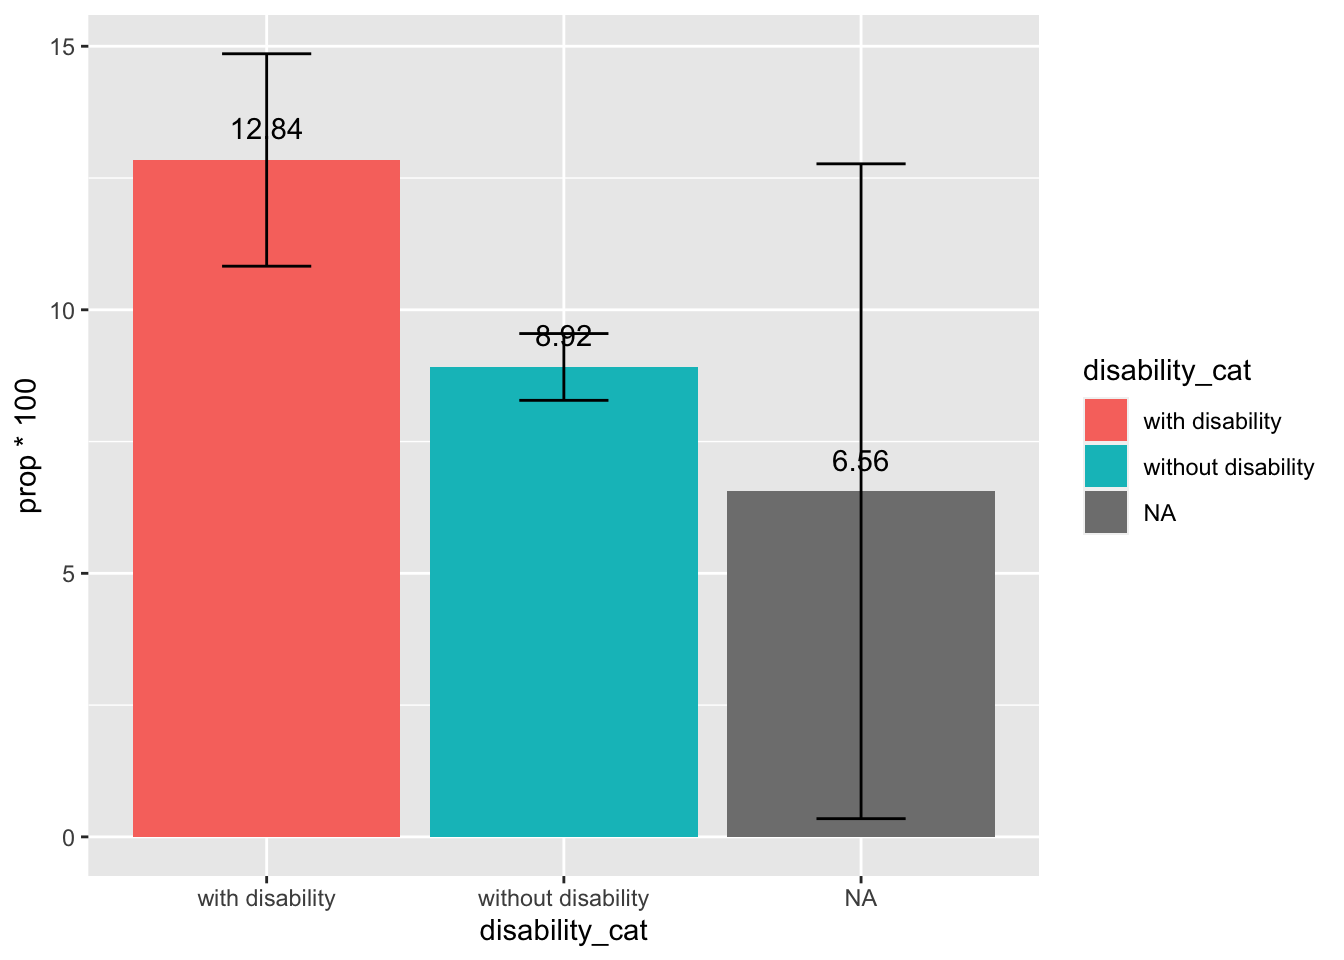 15
10
5
0
prop * 100
12.84
8.92
6.56
with disability
without disability
NA
disability_cat
disability_cat
with disability
without disability
NA